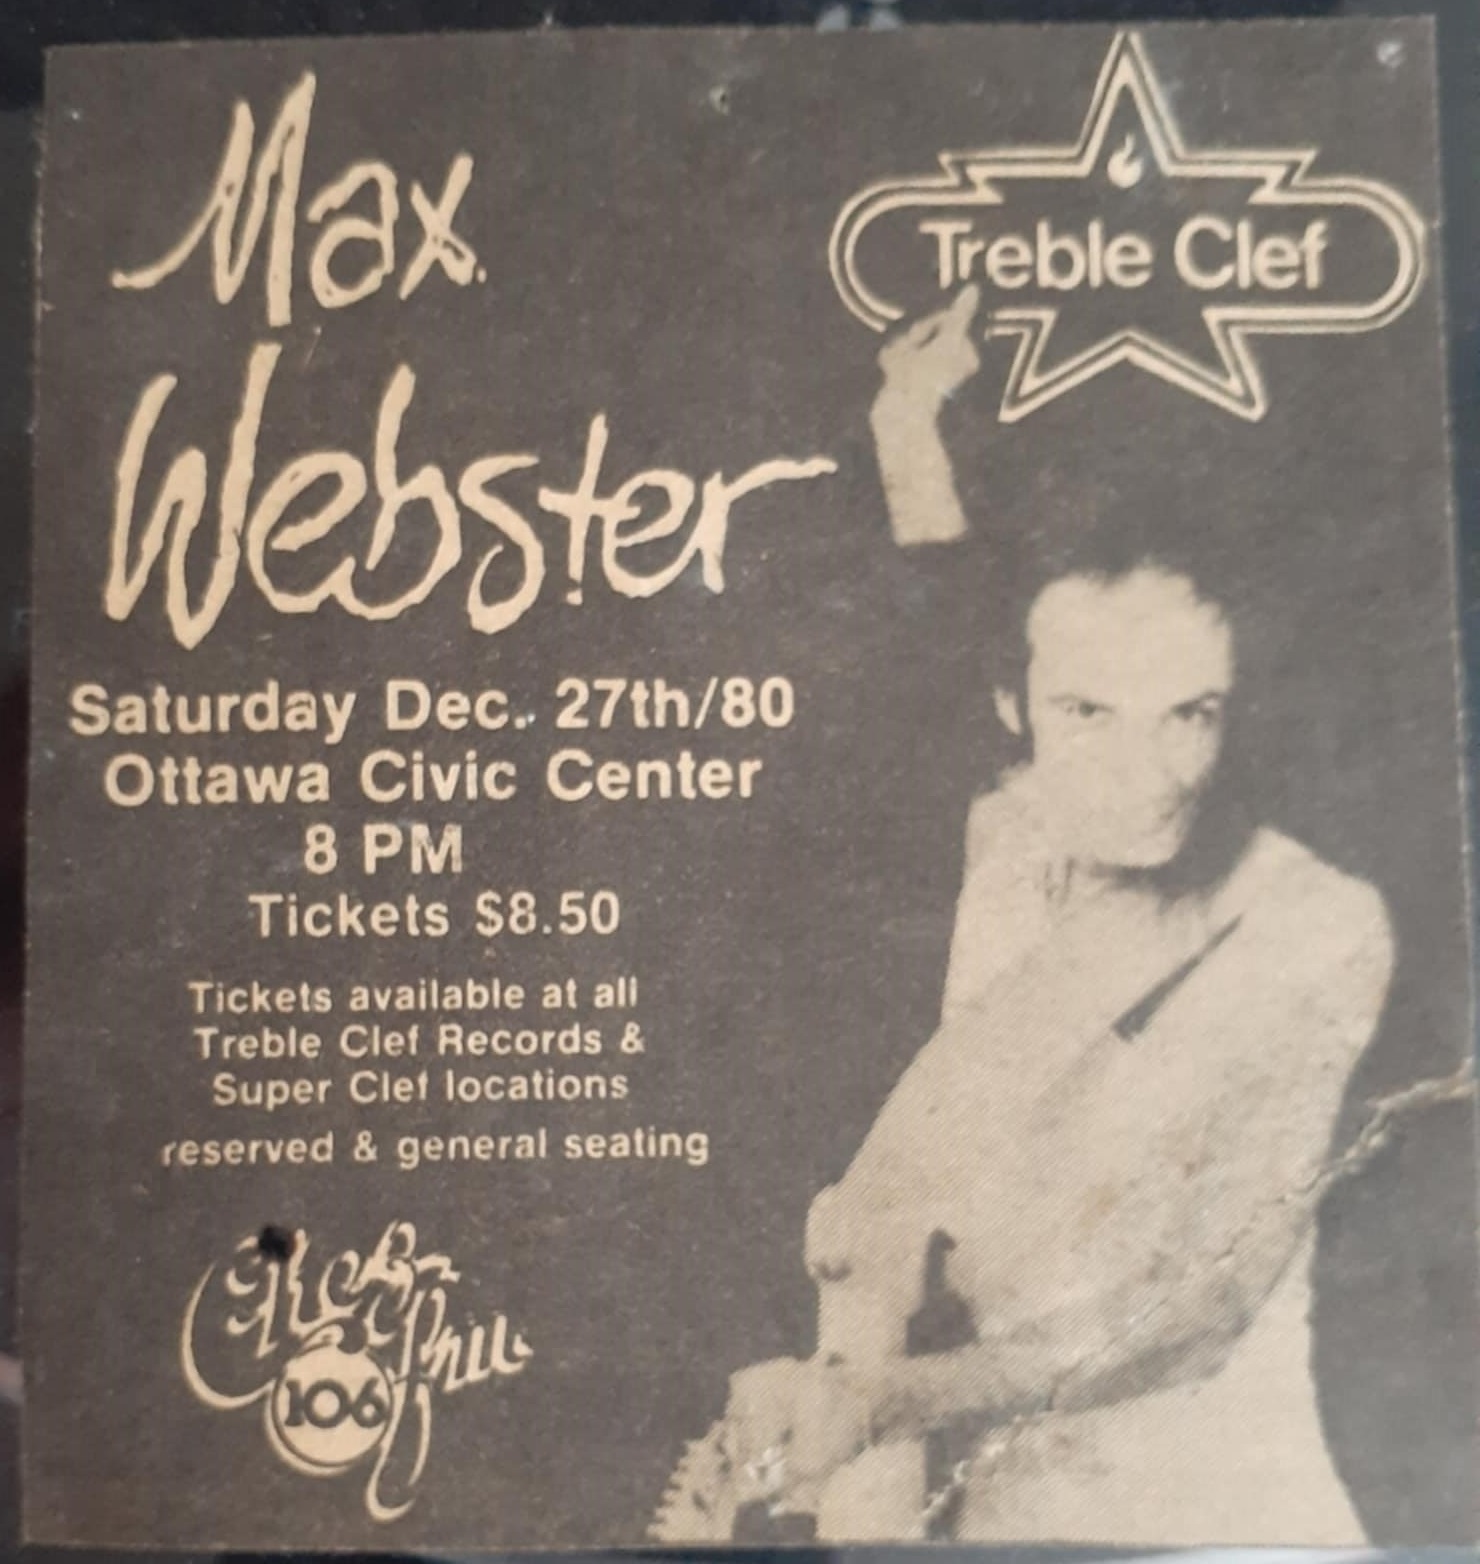 Max
Webster
Treble Clef
Saturday Dec. 27th/80
Ottawa Civic Center
8 PM
Tickets $8.50
Tickets available at all
Treble Clef Records &
Super Clef locations
reserved & general seating
106